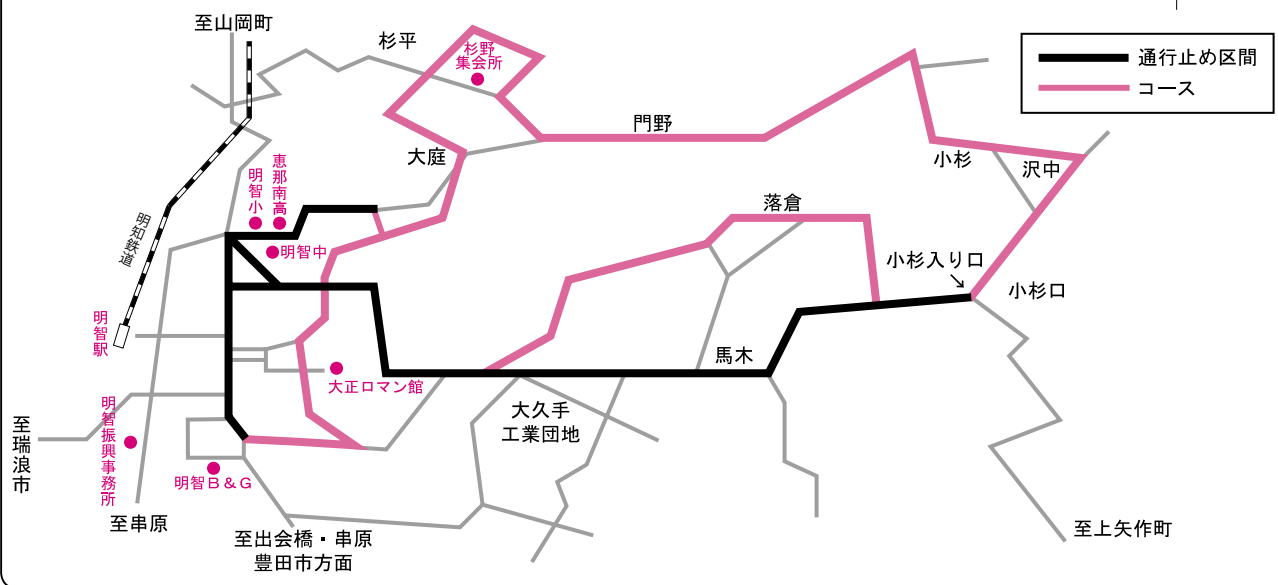 至山岡町
杉平
杉野
集会所
通行止め区間
コース
門野
大庭
小杉
沢中
恵那南高
明智小
明智中
明知鉄道
落倉
小杉入り口
小杉口
明智駅
馬木
大正ロマン館
大久手
工業団地
明智振興事務所
至瑞浪市
明智B&G
至串原
至出会橋・串原
豊田市方面
至上矢作町